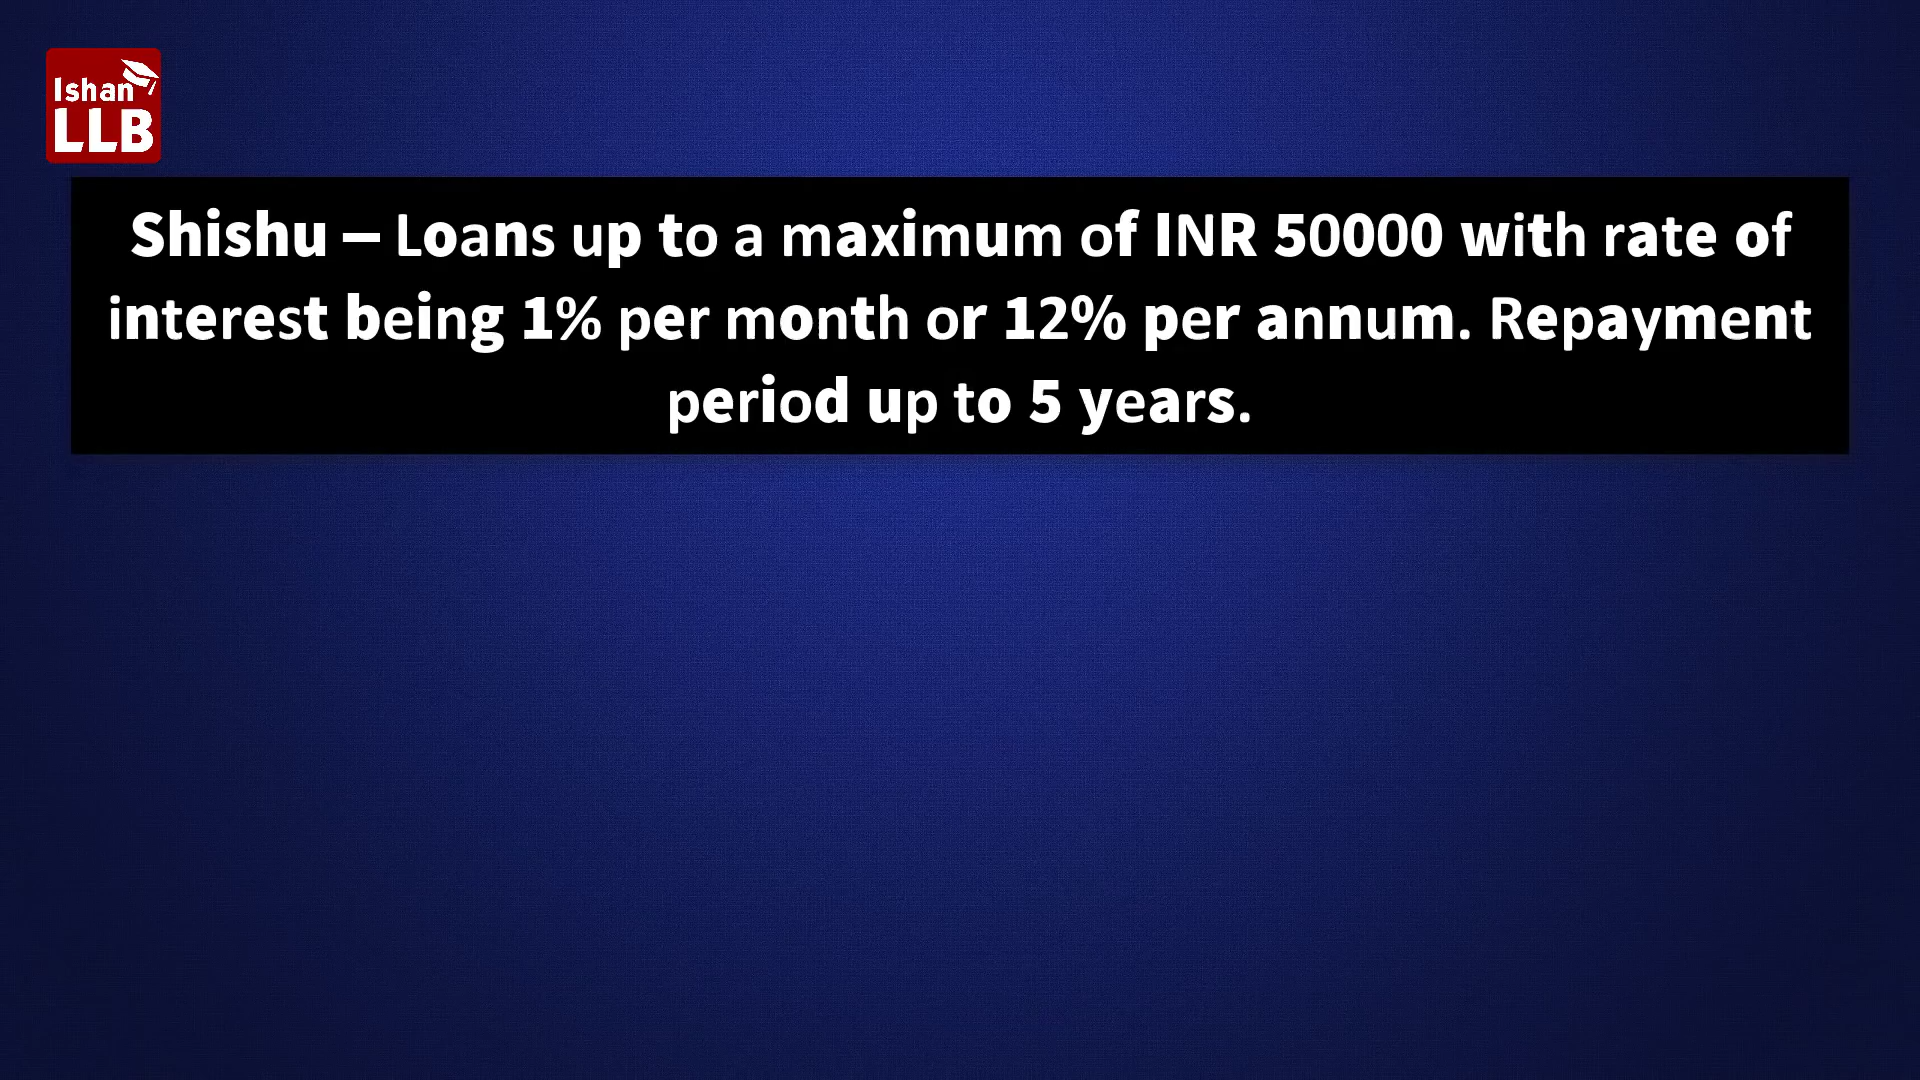 Ishan
LLB
Shishu – Loans up to a maximum of INR 50000 with rate of
interest being 1% per month or 12% per annum. Repayment
period up to 5 years.